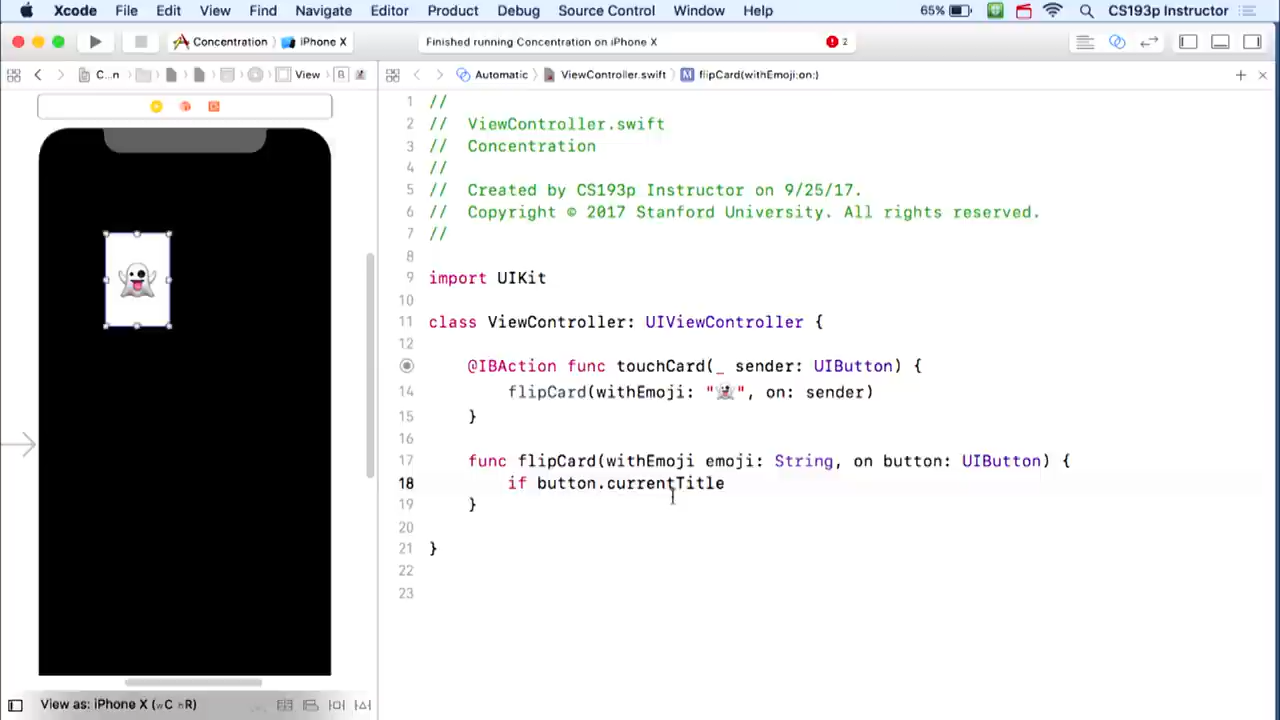 Xcode File Edit View Find Navigate Editor Product Debug Source Control Window Help 65% CS193p Instructor
Concentration iPhone X Finished running Concentration on iPhone X 2
C...n View B Automatic ViewController.swift M flipCard(withEmoji:on:)
1 //
2 // ViewController.swift
3 // Concentration
4 //
5 // Created by CS193p Instructor on 9/25/17.
6 // Copyright © 2017 Stanford University. All rights reserved.
7 //
8
9 import UIKit
10
11 class ViewController: UIViewController {
12
@IBAction func touchCard(_ sender: UIButton) {
14 flipCard(withEmoji: "👻", on: sender)
15 }
16
17 func flipCard(withEmoji emoji: String, on button: UIButton) {
18 if button.currentTitle
19 }
20
21 }
22
23
View as: iPhone X (wC hR)